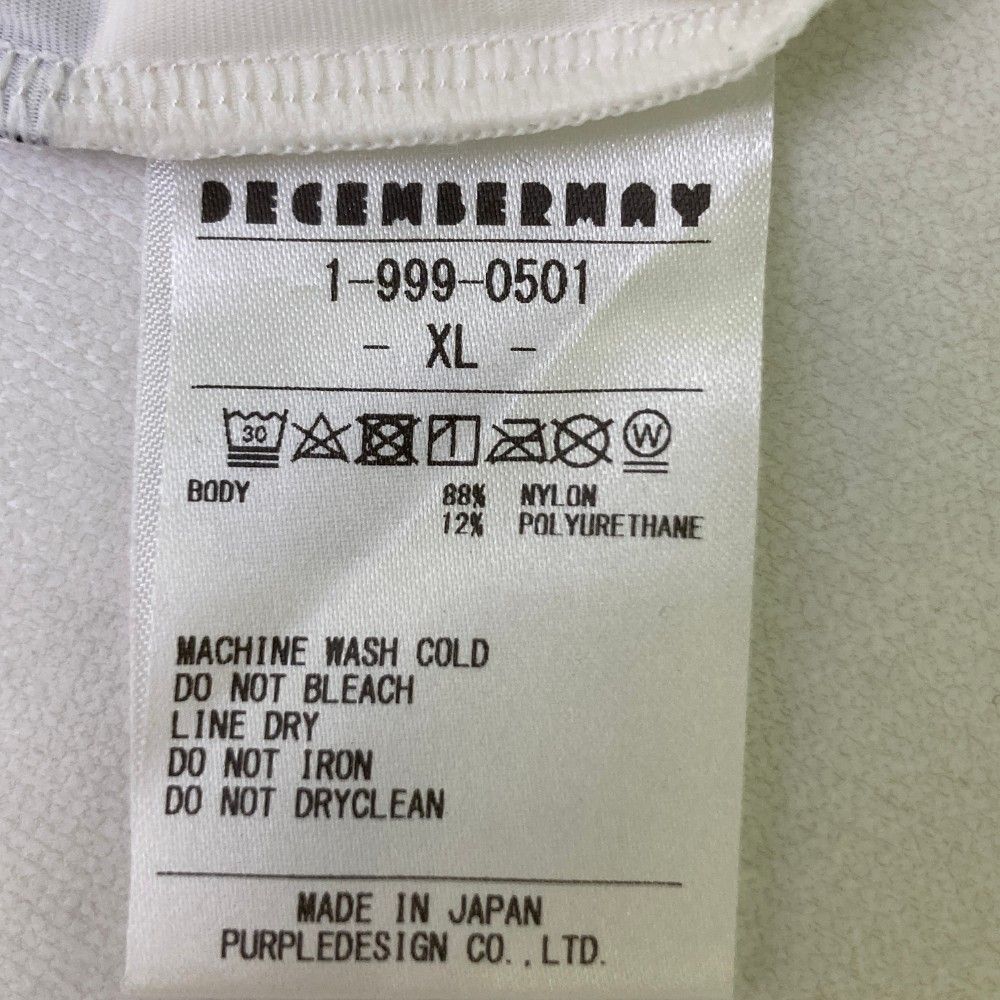 DECEMBERMAY
1-999-0501
- XL -
30 W
BODY 88% NYLON
12% POLYURETHANE
MACHINE WASH COLD
DO NOT BLEACH
LINE DRY
DO NOT IRON
DO NOT DRYCLEAN
MADE IN JAPAN
PURPLEDESIGN CO.,LTD.